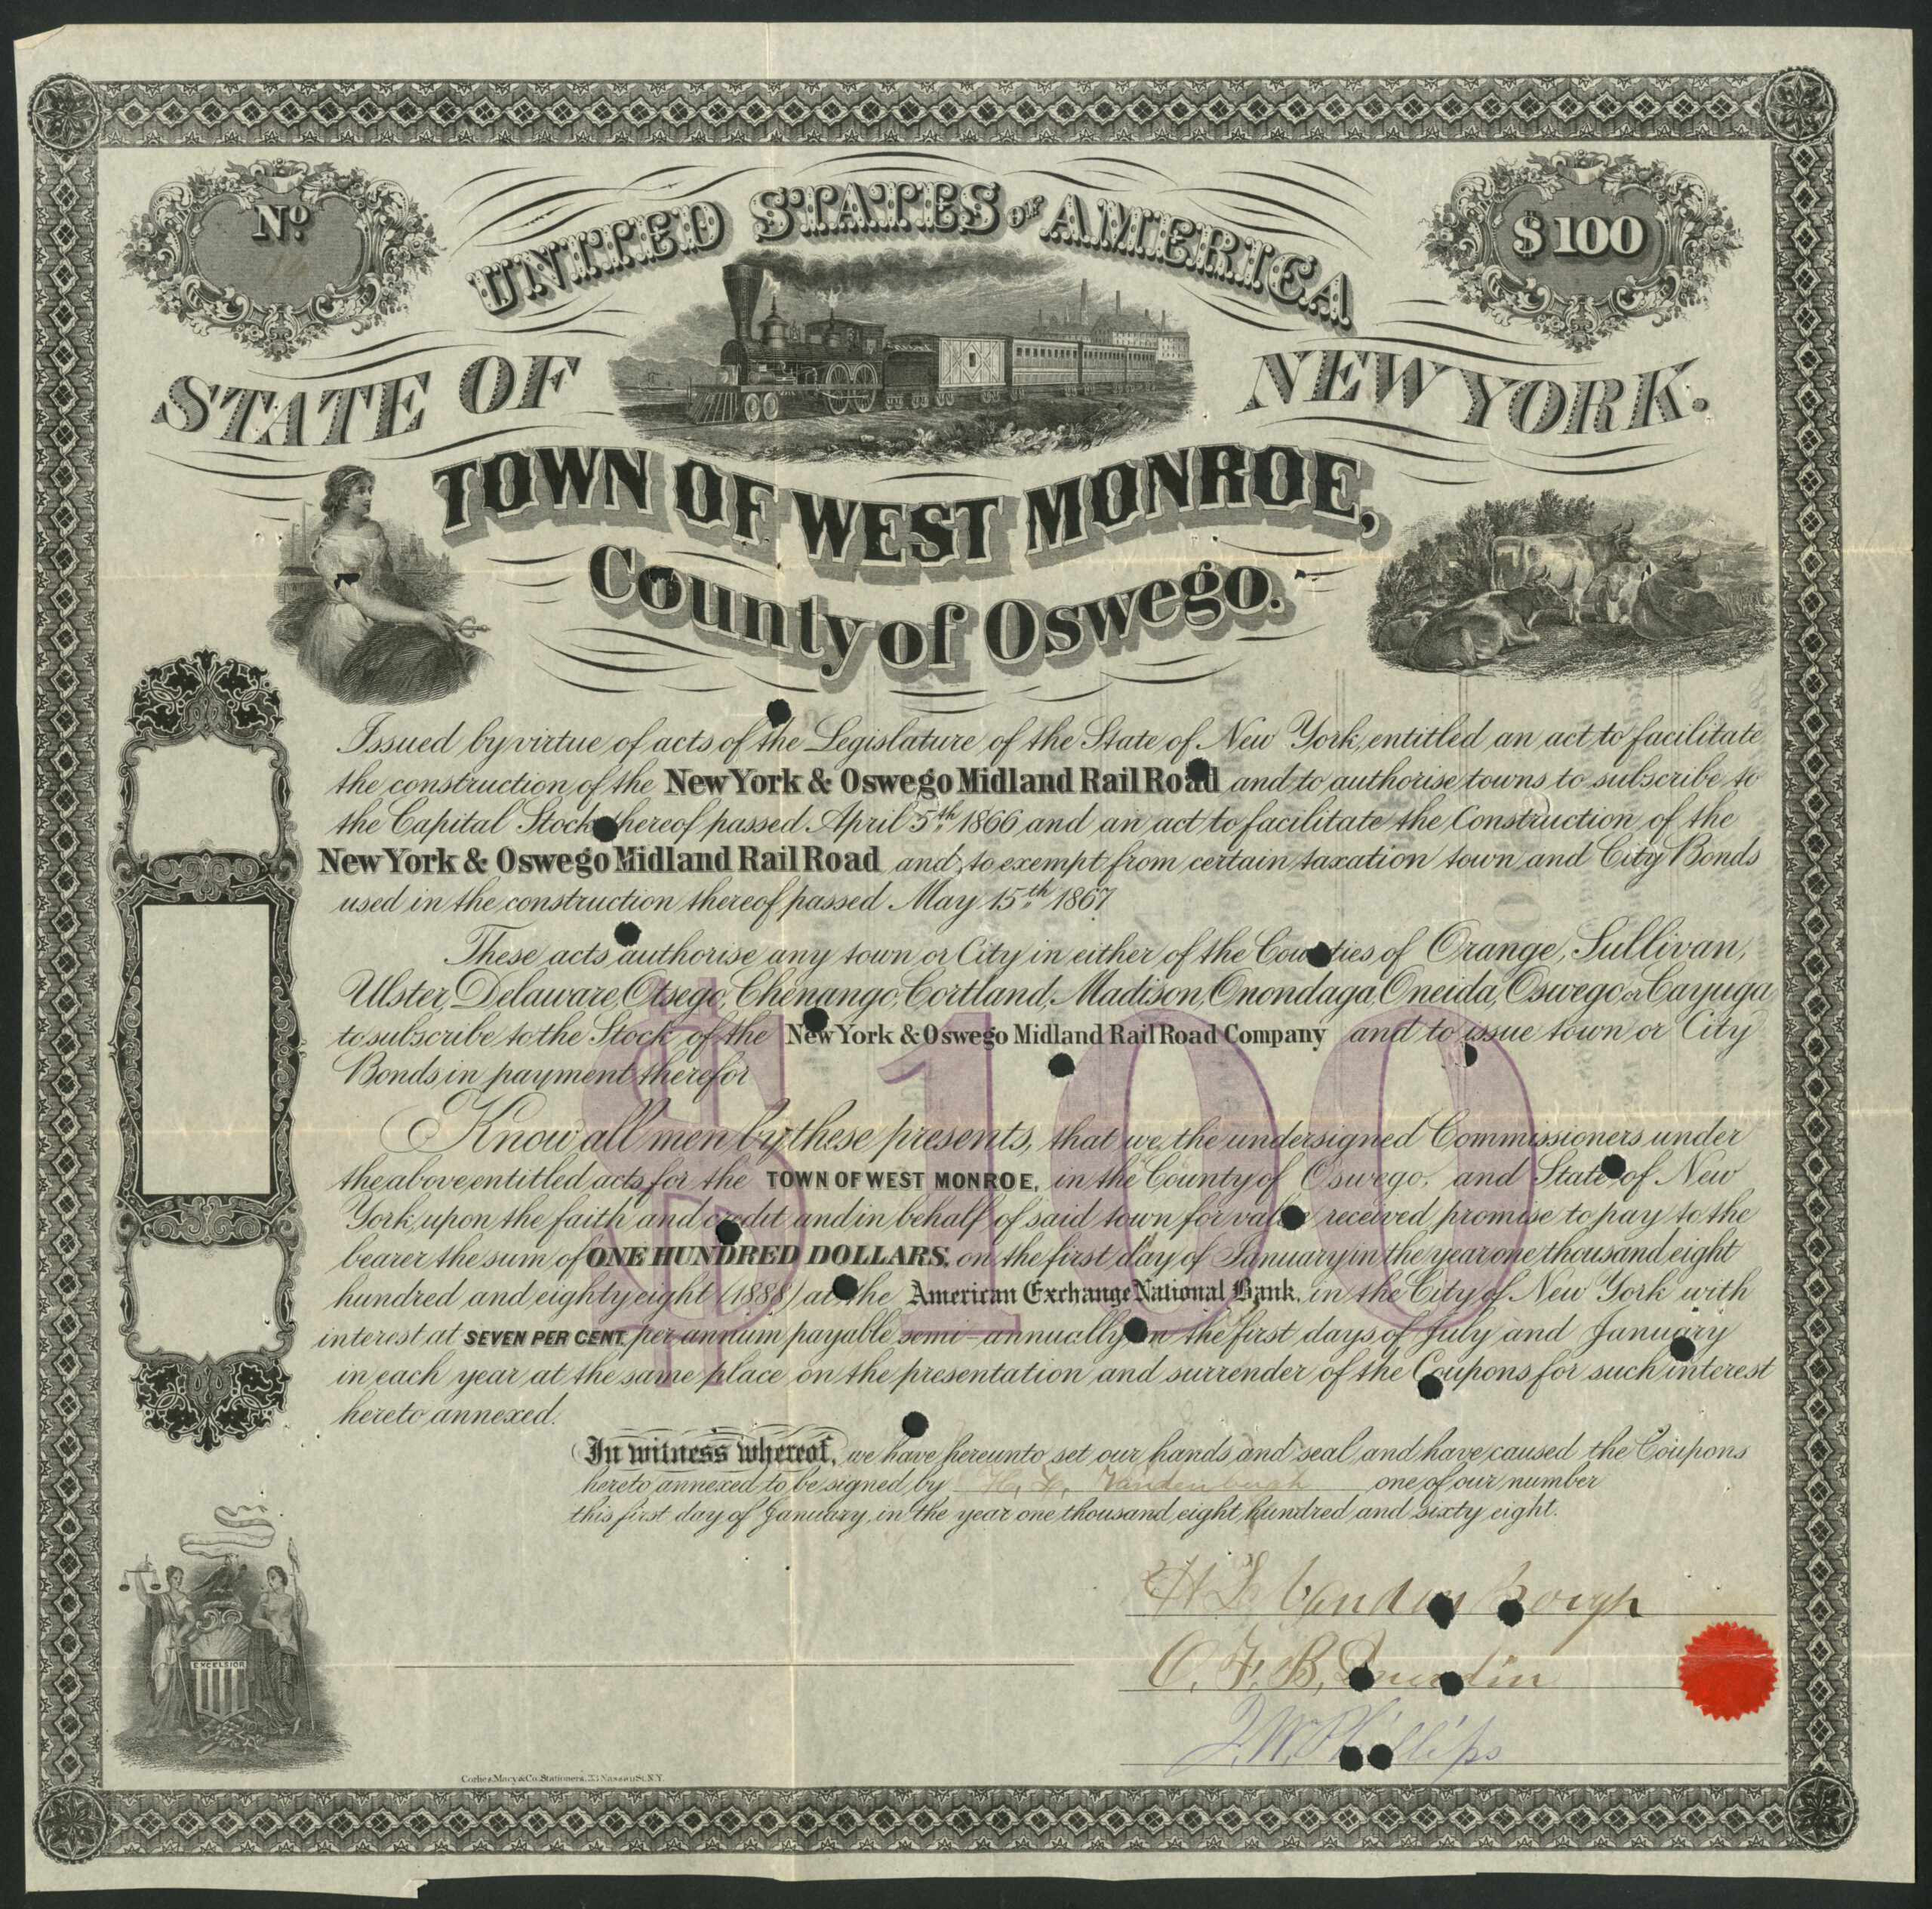 No.
14
$100
UNITED STATES OF AMERICA
STATE OF NEW YORK.
TOWN OF WEST MONROE,
County of Oswego.
Issued by virtue of acts of the Legislature of the State of New York, entitled an act to facilitate
the construction of the New York & Oswego Midland Rail Road and to authorise towns to subscribe to
the Capital Stock thereof passed April 5th 1866 and an act to facilitate the Construction of the
New York & Oswego Midland Rail Road and to exempt from certain taxation town and City Bonds
used in the construction thereof passed May 15th 1867
These acts authorise any town or City in either of the Counties of Orange, Sullivan,
Ulster, Delaware, Otsego, Chenango, Cortland, Madison, Onondaga, Oneida, Oswego or Cayuga
to subscribe to the Stock of the New York & Oswego Midland Rail Road Company and to issue town or City
Bonds in payment therefor
Know all men by these presents, that we, the undersigned Commissioners under
the above entitled acts for the TOWN OF WEST MONROE, in the County of Oswego, and State of New
York, upon the faith and credit and in behalf of said town for value received promise to pay to the
bearer the sum of ONE HUNDRED DOLLARS, on the first day of January in the year one thousand eight
hundred and eighty eight (1888) at the American Exchange National Bank, in the City of New York with
interest at SEVEN PER CENT, per annum payable semi-annually on the first days of July and January
in each year at the same place on the presentation and surrender of the Coupons for such interest
hereto annexed.
$100
In witness whereof, we have hereunto set our hands and seal, and have caused the Coupons
hereto annexed to be signed by H. L. Vandenburgh one of our number
this first day of January, in the year one thousand eight hundred and sixty eight.
H L Vandenborgh
O. F. B.
J. W. Phillips
EXCELSIOR
Corlies, Macy & Co. Stationers, 33 Nassau St. N.Y.